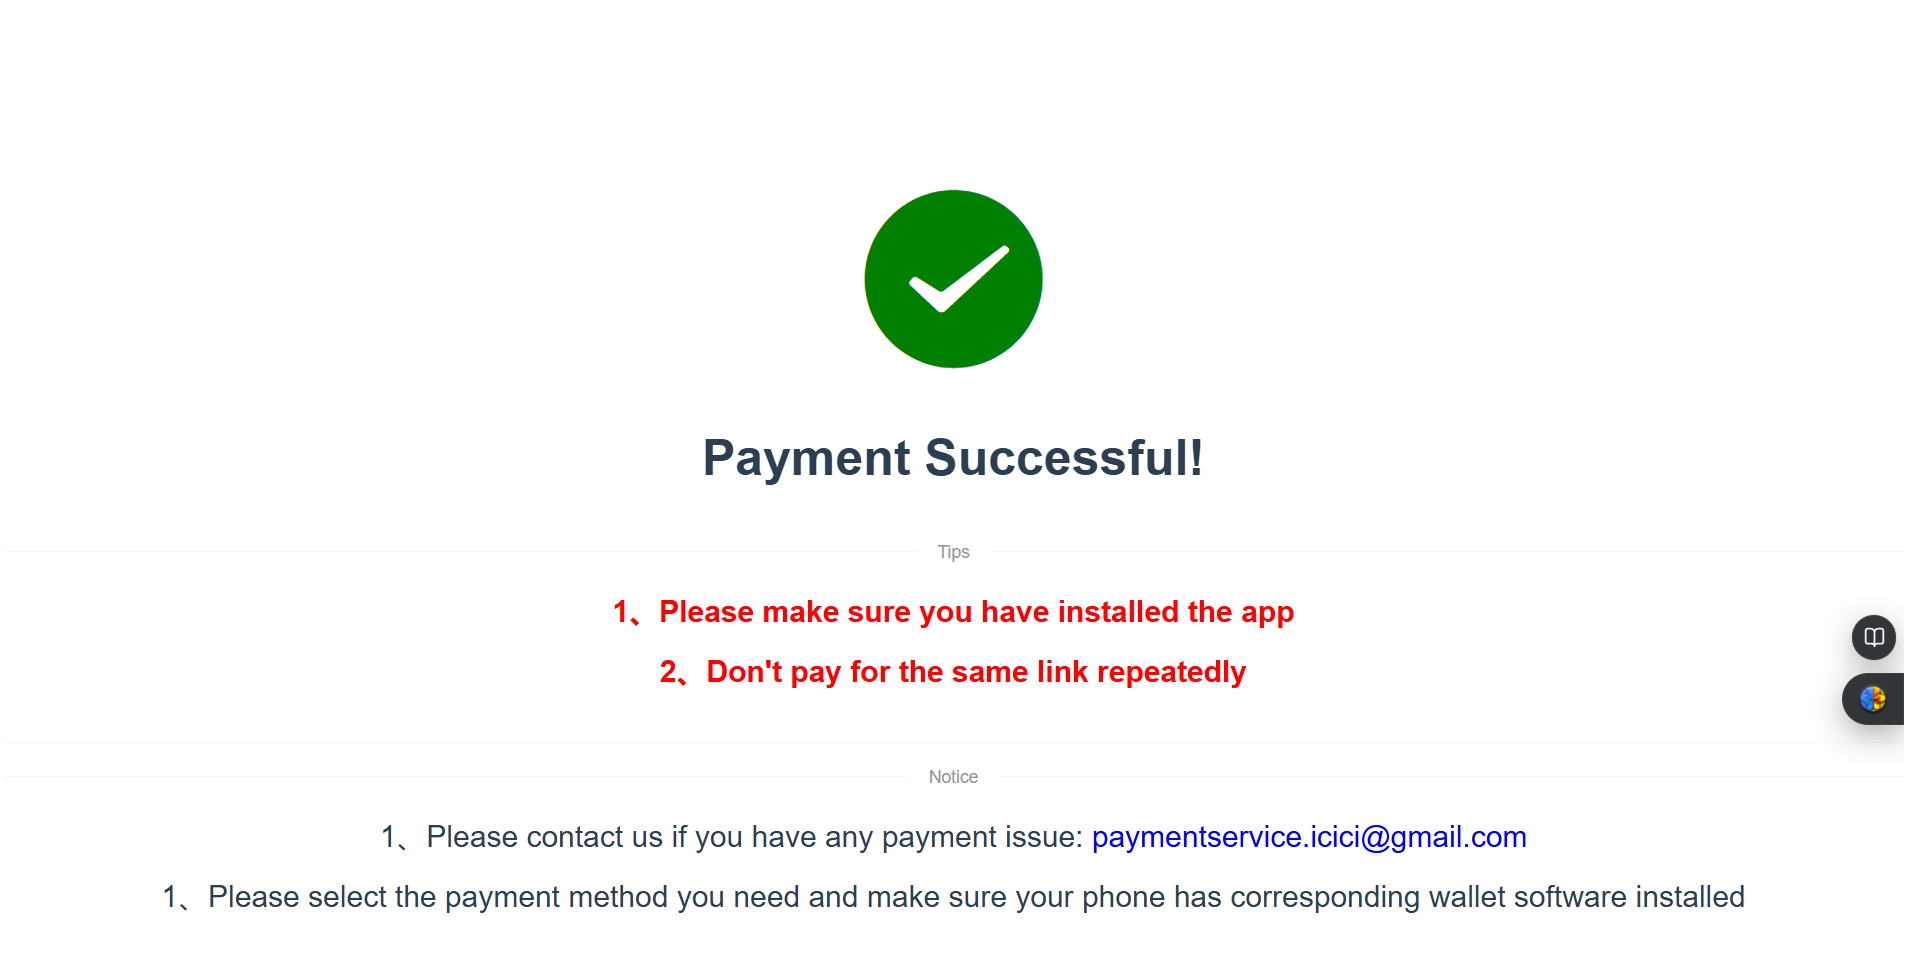 Payment Successful!
Tips
1、Please make sure you have installed the app
2、Don't pay for the same link repeatedly
Notice
1、Please contact us if you have any payment issue: paymentservice.icici@gmail.com
1、Please select the payment method you need and make sure your phone has corresponding wallet software installed